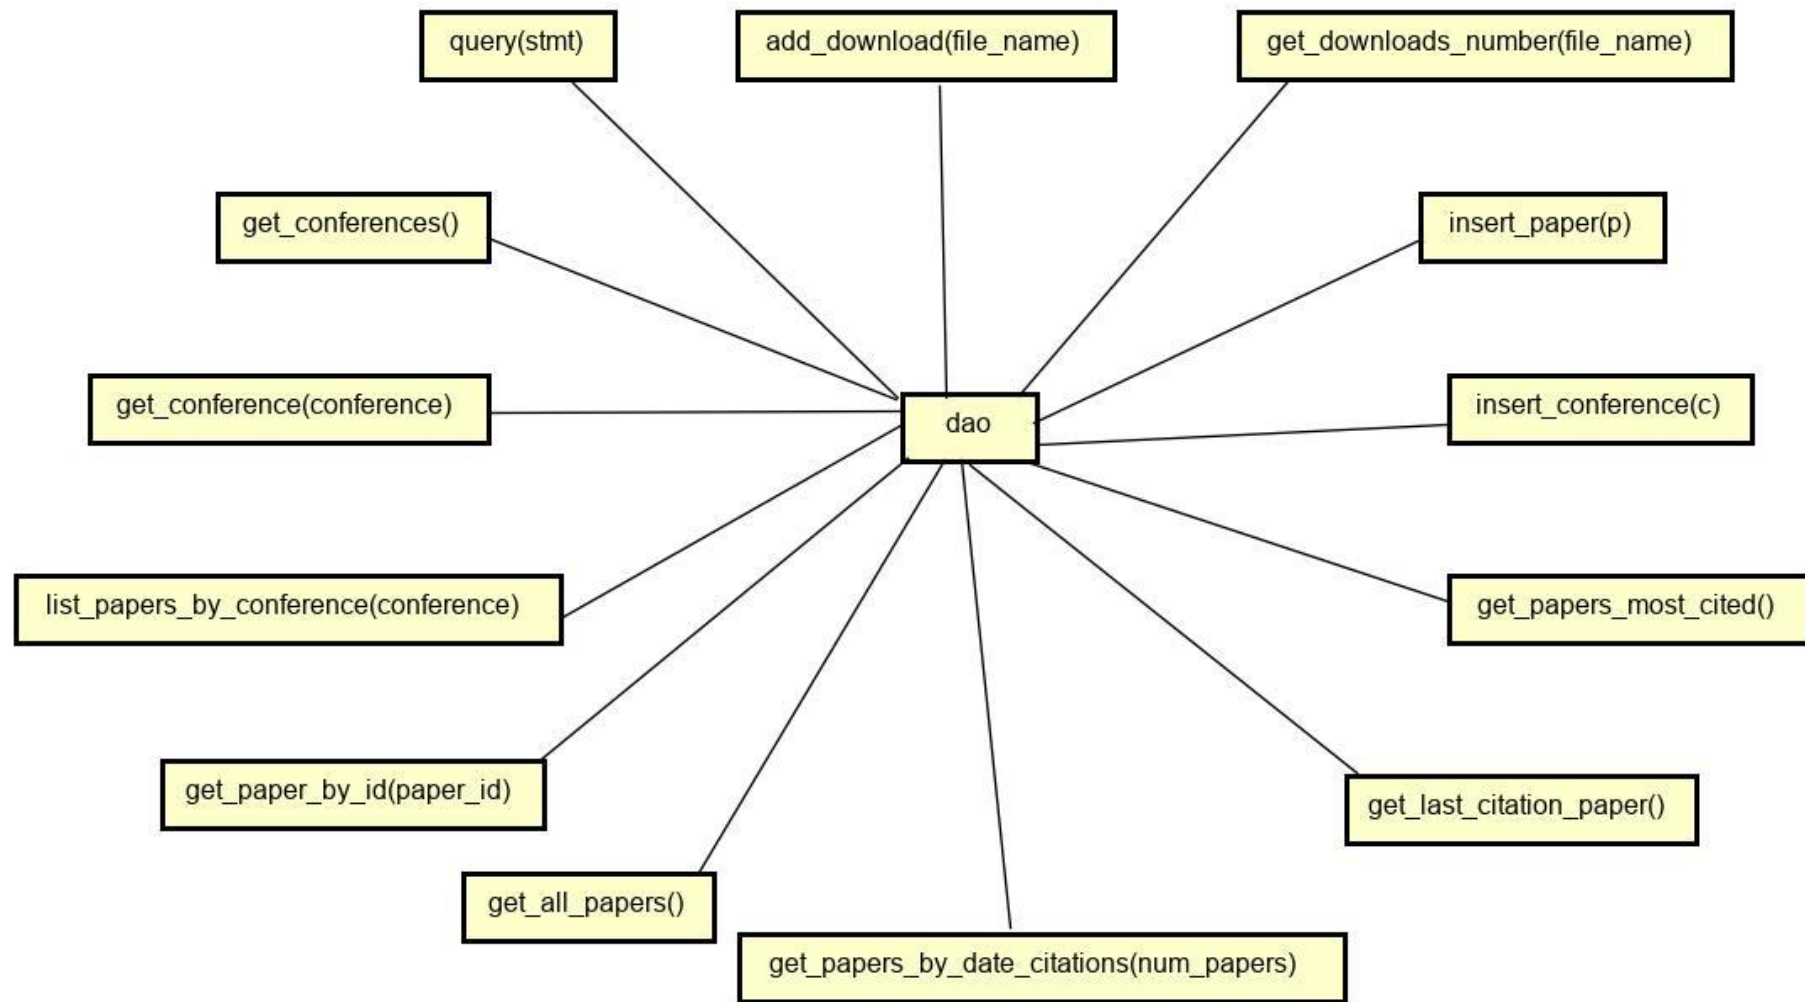 query(stmt)
add_download(file_name)
get_downloads_number(file_name)
get_conferences()
insert_paper(p)
get_conference(conference)
insert_conference(c)
dao
list_papers_by_conference(conference)
get_papers_most_cited()
get_paper_by_id(paper_id)
get_last_citation_paper()
get_all_papers()
get_papers_by_date_citations(num_papers)